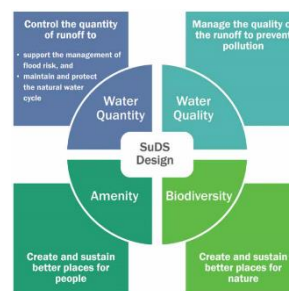 Control the quantity
of runoff to
• support the management of
flood risk, and
• maintain and protect
the natural water
cycle
Manage the quality
the runoff to prevent
pollution
Water
Quantity
Water
Quality
SuDS
Design
Amenity
Biodiversity
Create and sustain
better places for
people
Create and sustain
better places for
nature